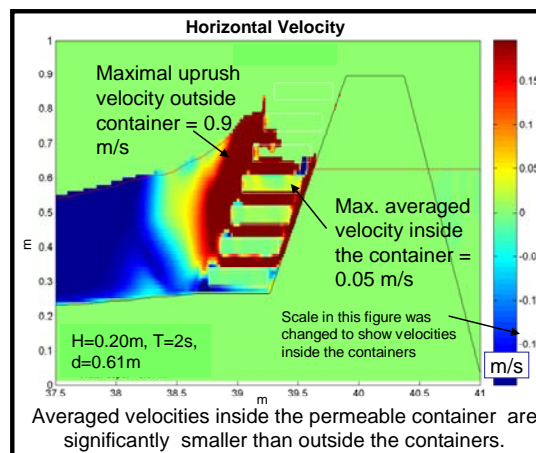 Horizontal Velocity
1
0.9
0.8
0.7
0.6
0.5
0.4
0.3
0.2
0.1
0
m
Maximal uprush
velocity outside
container = 0.9
m/s
Max. averaged
velocity inside
the container =
0.05 m/s
Scale in this figure was
changed to show velocities
inside the containers
H=0.20m, T=2s,
d=0.61m
37.5
38
38.5
39
39.5
40
40.5
41
m
0.15
0.1
0.05
0
-0.05
-0.1
m/s
Averaged velocities inside the permeable container are
significantly smaller than outside the containers.